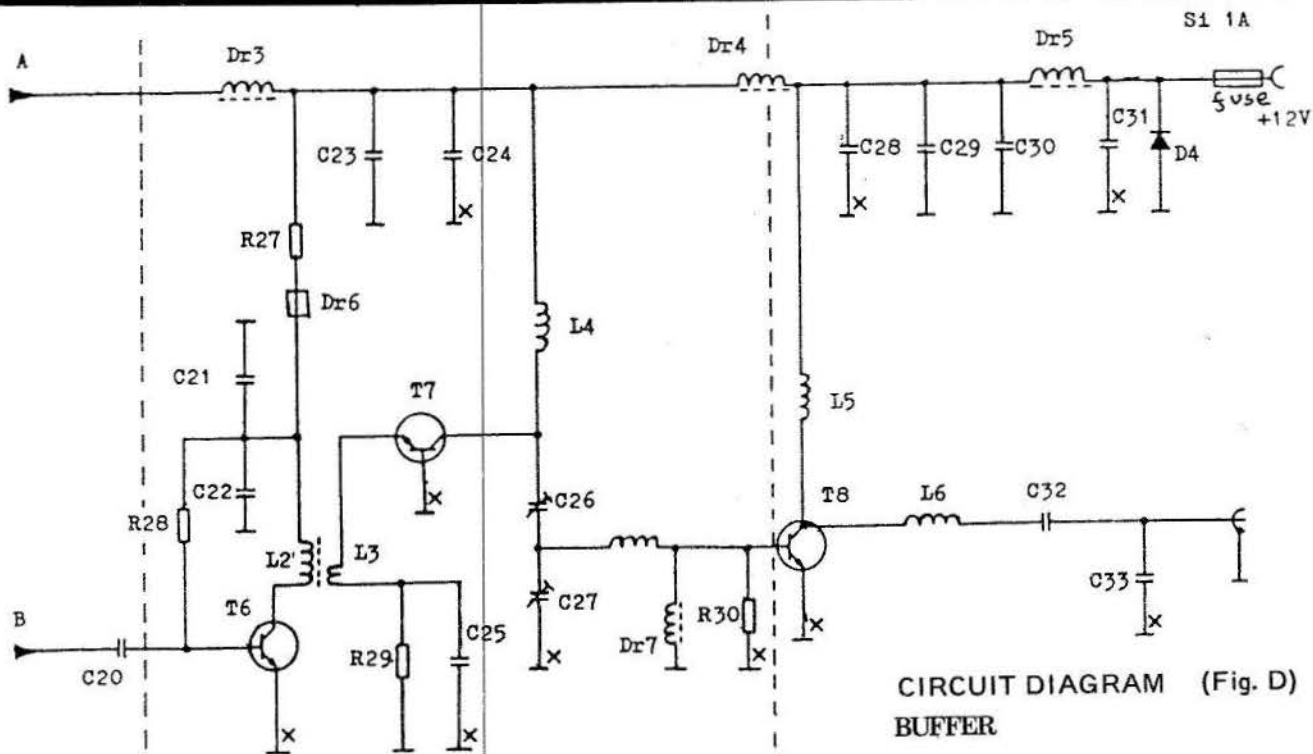 Si 1A
A
Dr3
Dr4
Dr5
fuse
+12V
C23
C24
C28
C29
C30
C31
D4
X
X
X
R27
Dr6
L4
C21
T7
L5
C22
X
C26
T8
L6
C32
R28
L2'
L3
C27
C33
B
T6
X
Dr7
R30
X
X
X
C20
R29
C25
X
X
CIRCUIT DIAGRAM (Fig. D)
BUFFER